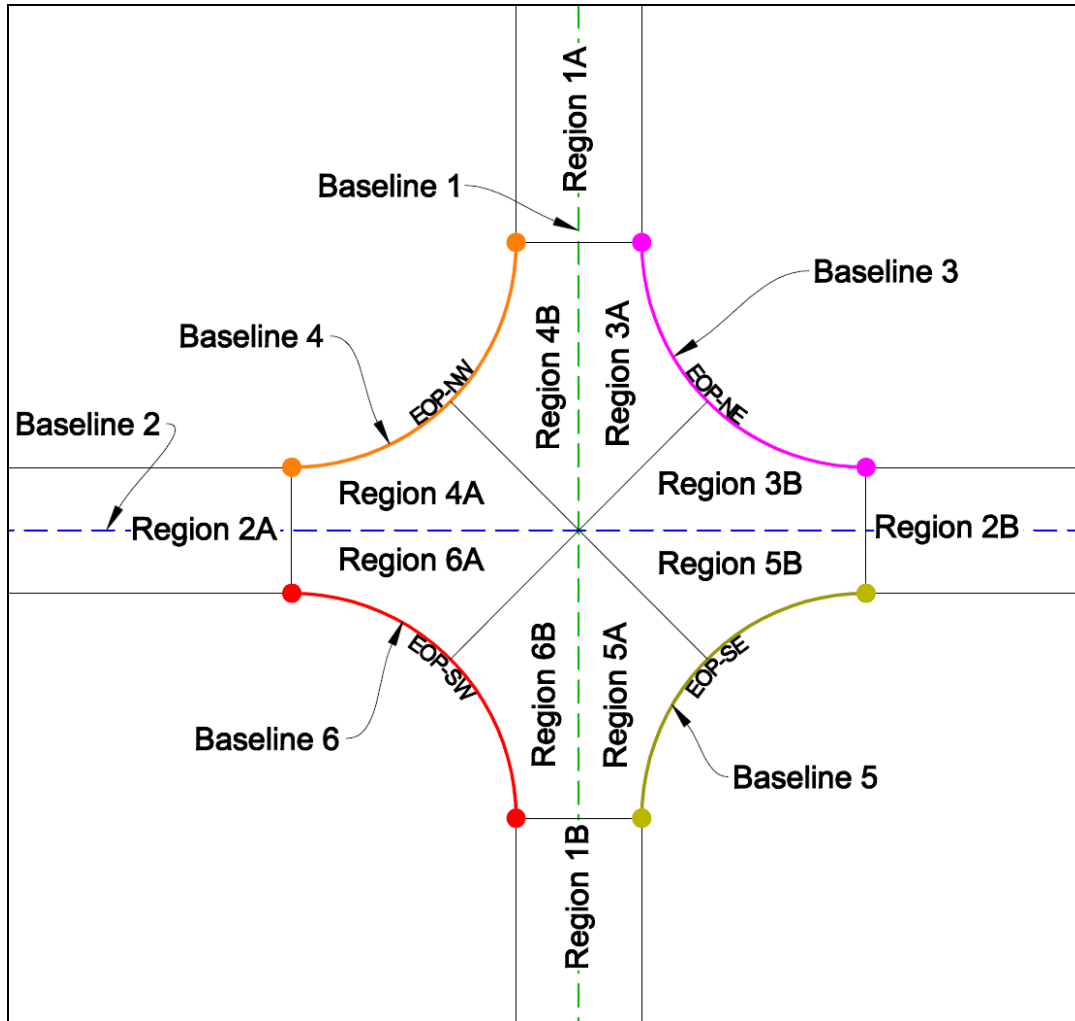 Region 1A
Baseline 1
Baseline 3
Baseline 4
Region 4B
Region 3A
EOP-NW
EOP-NE
Baseline 2
Region 4A
Region 3B
Region 2A
Region 2B
Region 6A
Region 5B
EOP-SW
Region 6B
Region 5A
EOP-SE
Baseline 6
Baseline 5
Region 1B